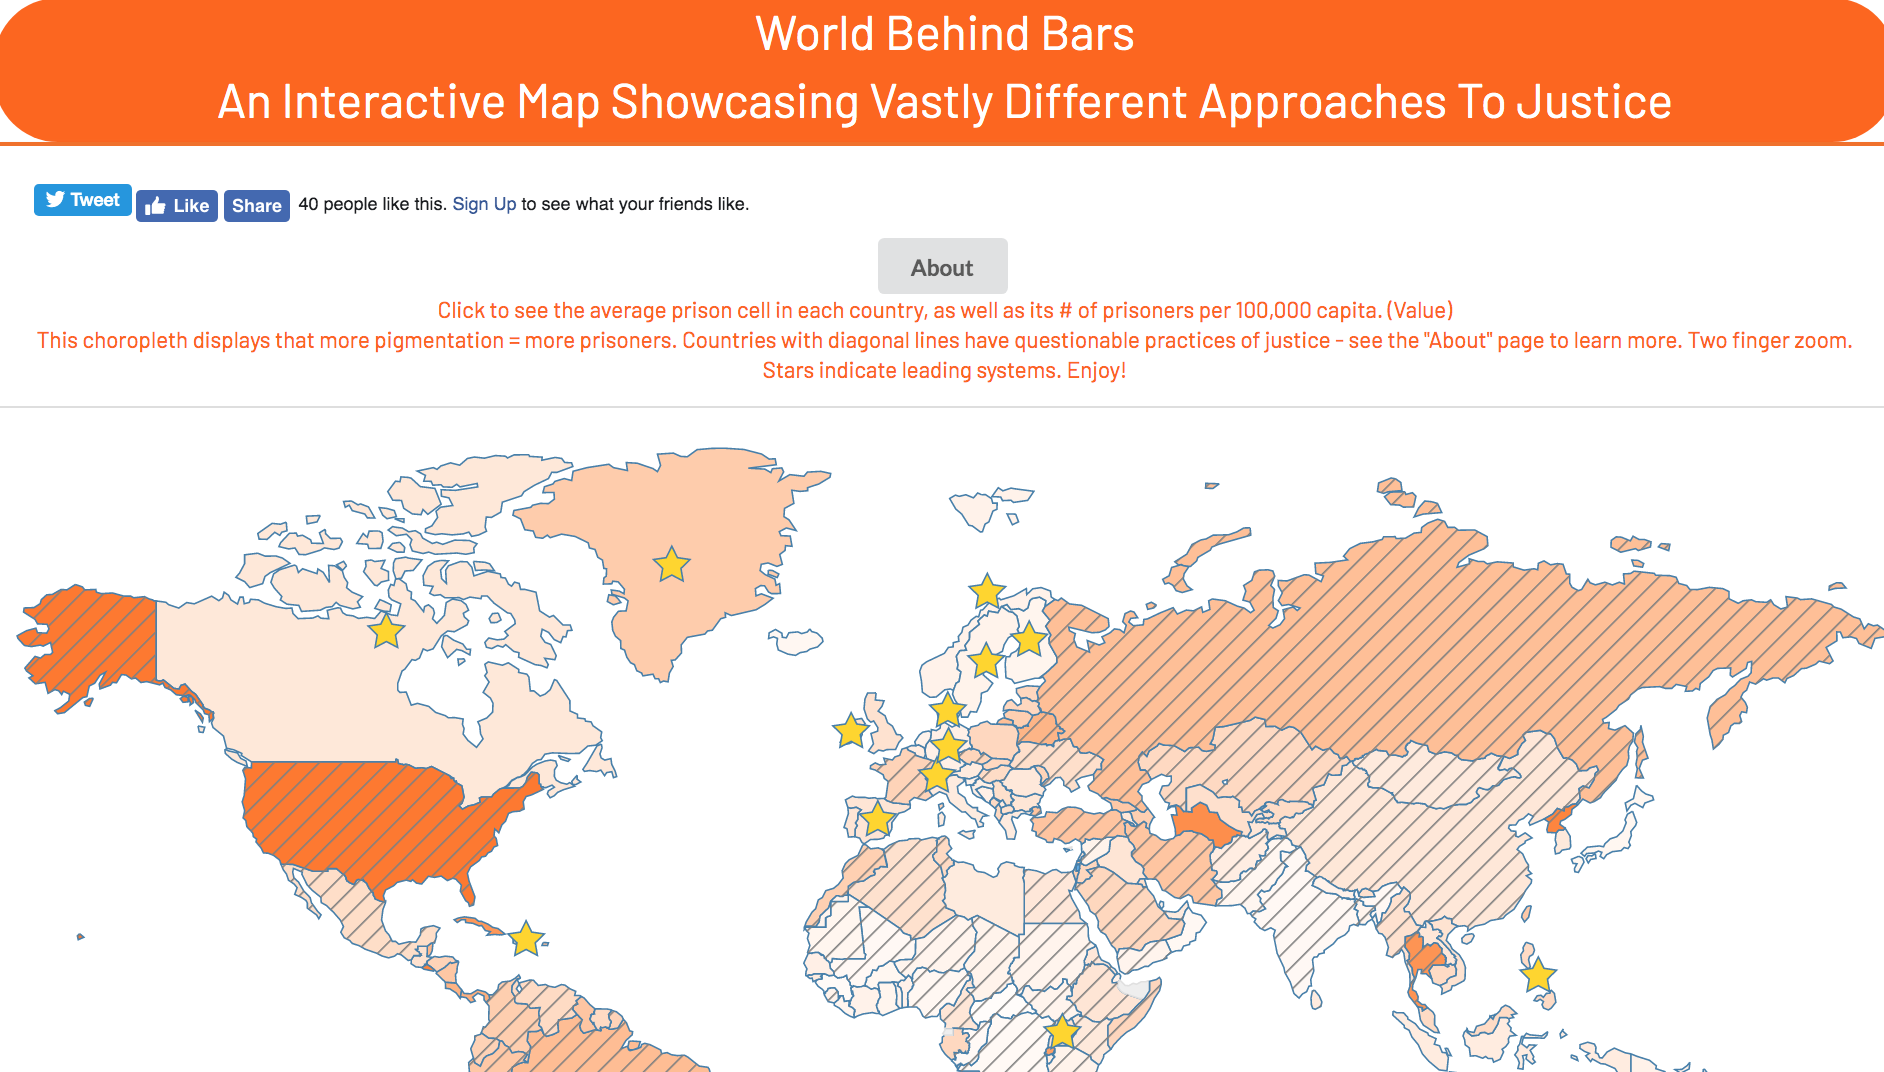 World Behind Bars
An Interactive Map Showcasing Vastly Different Approaches To Justice
Tweet Like Share 40 people like this. Sign Up to see what your friends like.
About
Click to see the average prison cell in each country, as well as its # of prisoners per 100,000 capita. (Value)
This choropleth displays that more pigmentation = more prisoners. Countries with diagonal lines have questionable practices of justice - see the "About" page to learn more. Two finger zoom.
Stars indicate leading systems. Enjoy!